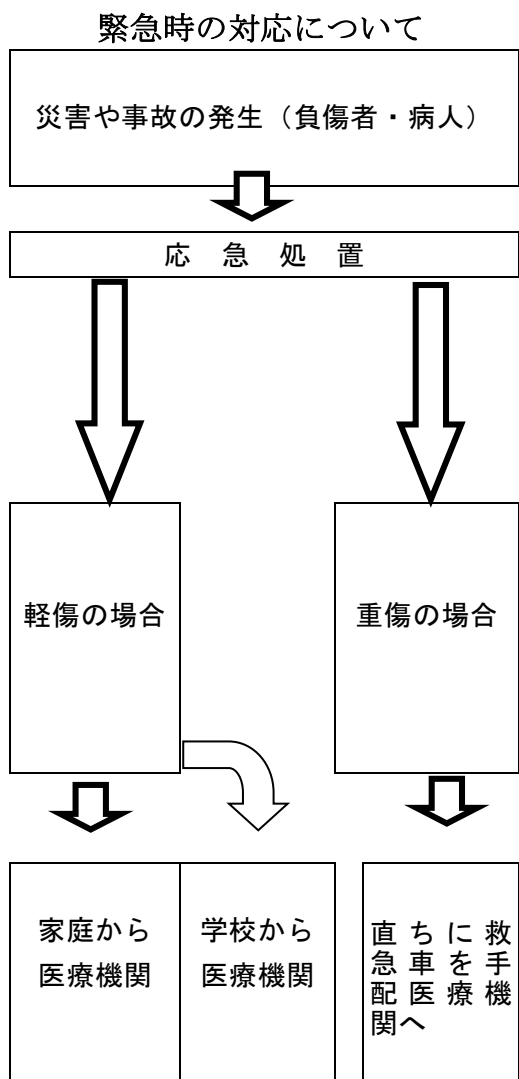 緊急時の対応について
災害や事故の発生（負傷者・病人）
応　急　処　置
軽傷の場合
重傷の場合
家庭から
医療機関
学校から
医療機関
直ちに救
急車を手
配医療機
関へ